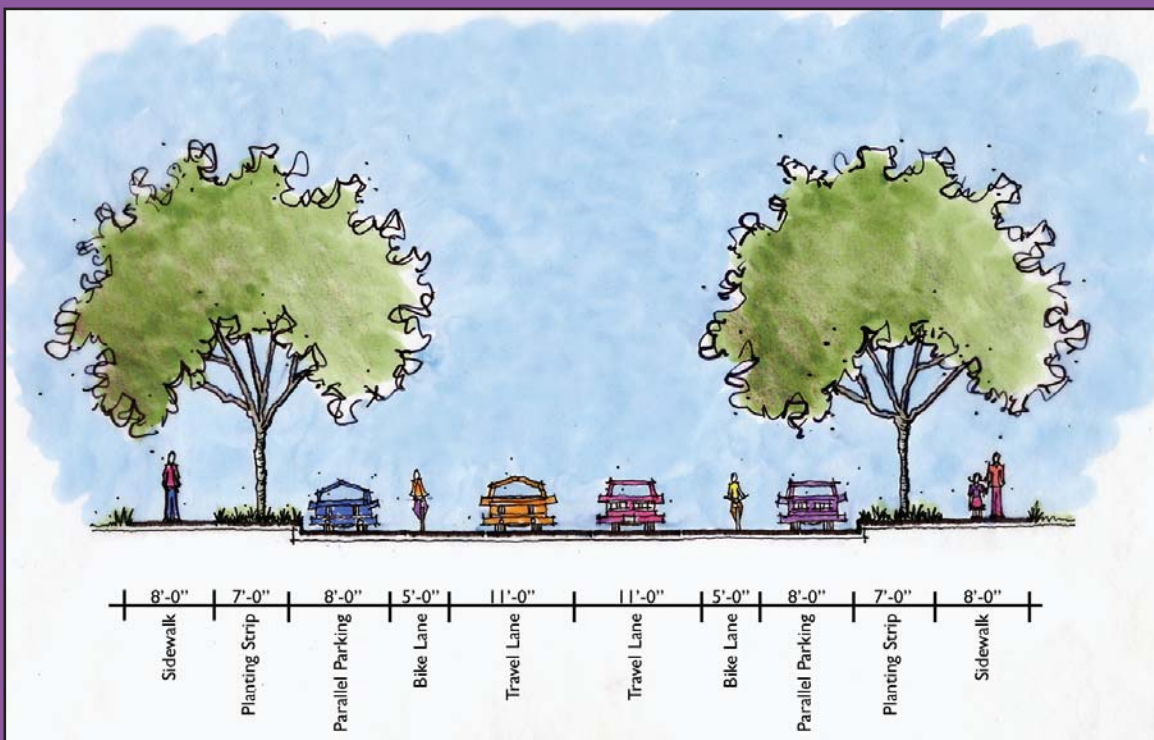 8'-0" 7'-0" 8'-0" 5'-0" 11'-0" 11'-0" 5'-0" 8'-0" 7'-0" 8'-0"
Sidewalk
Planting Strip
Parallel Parking
Bike Lane
Travel Lane
Travel Lane
Bike Lane
Parallel Parking
Planting Strip
Sidewalk